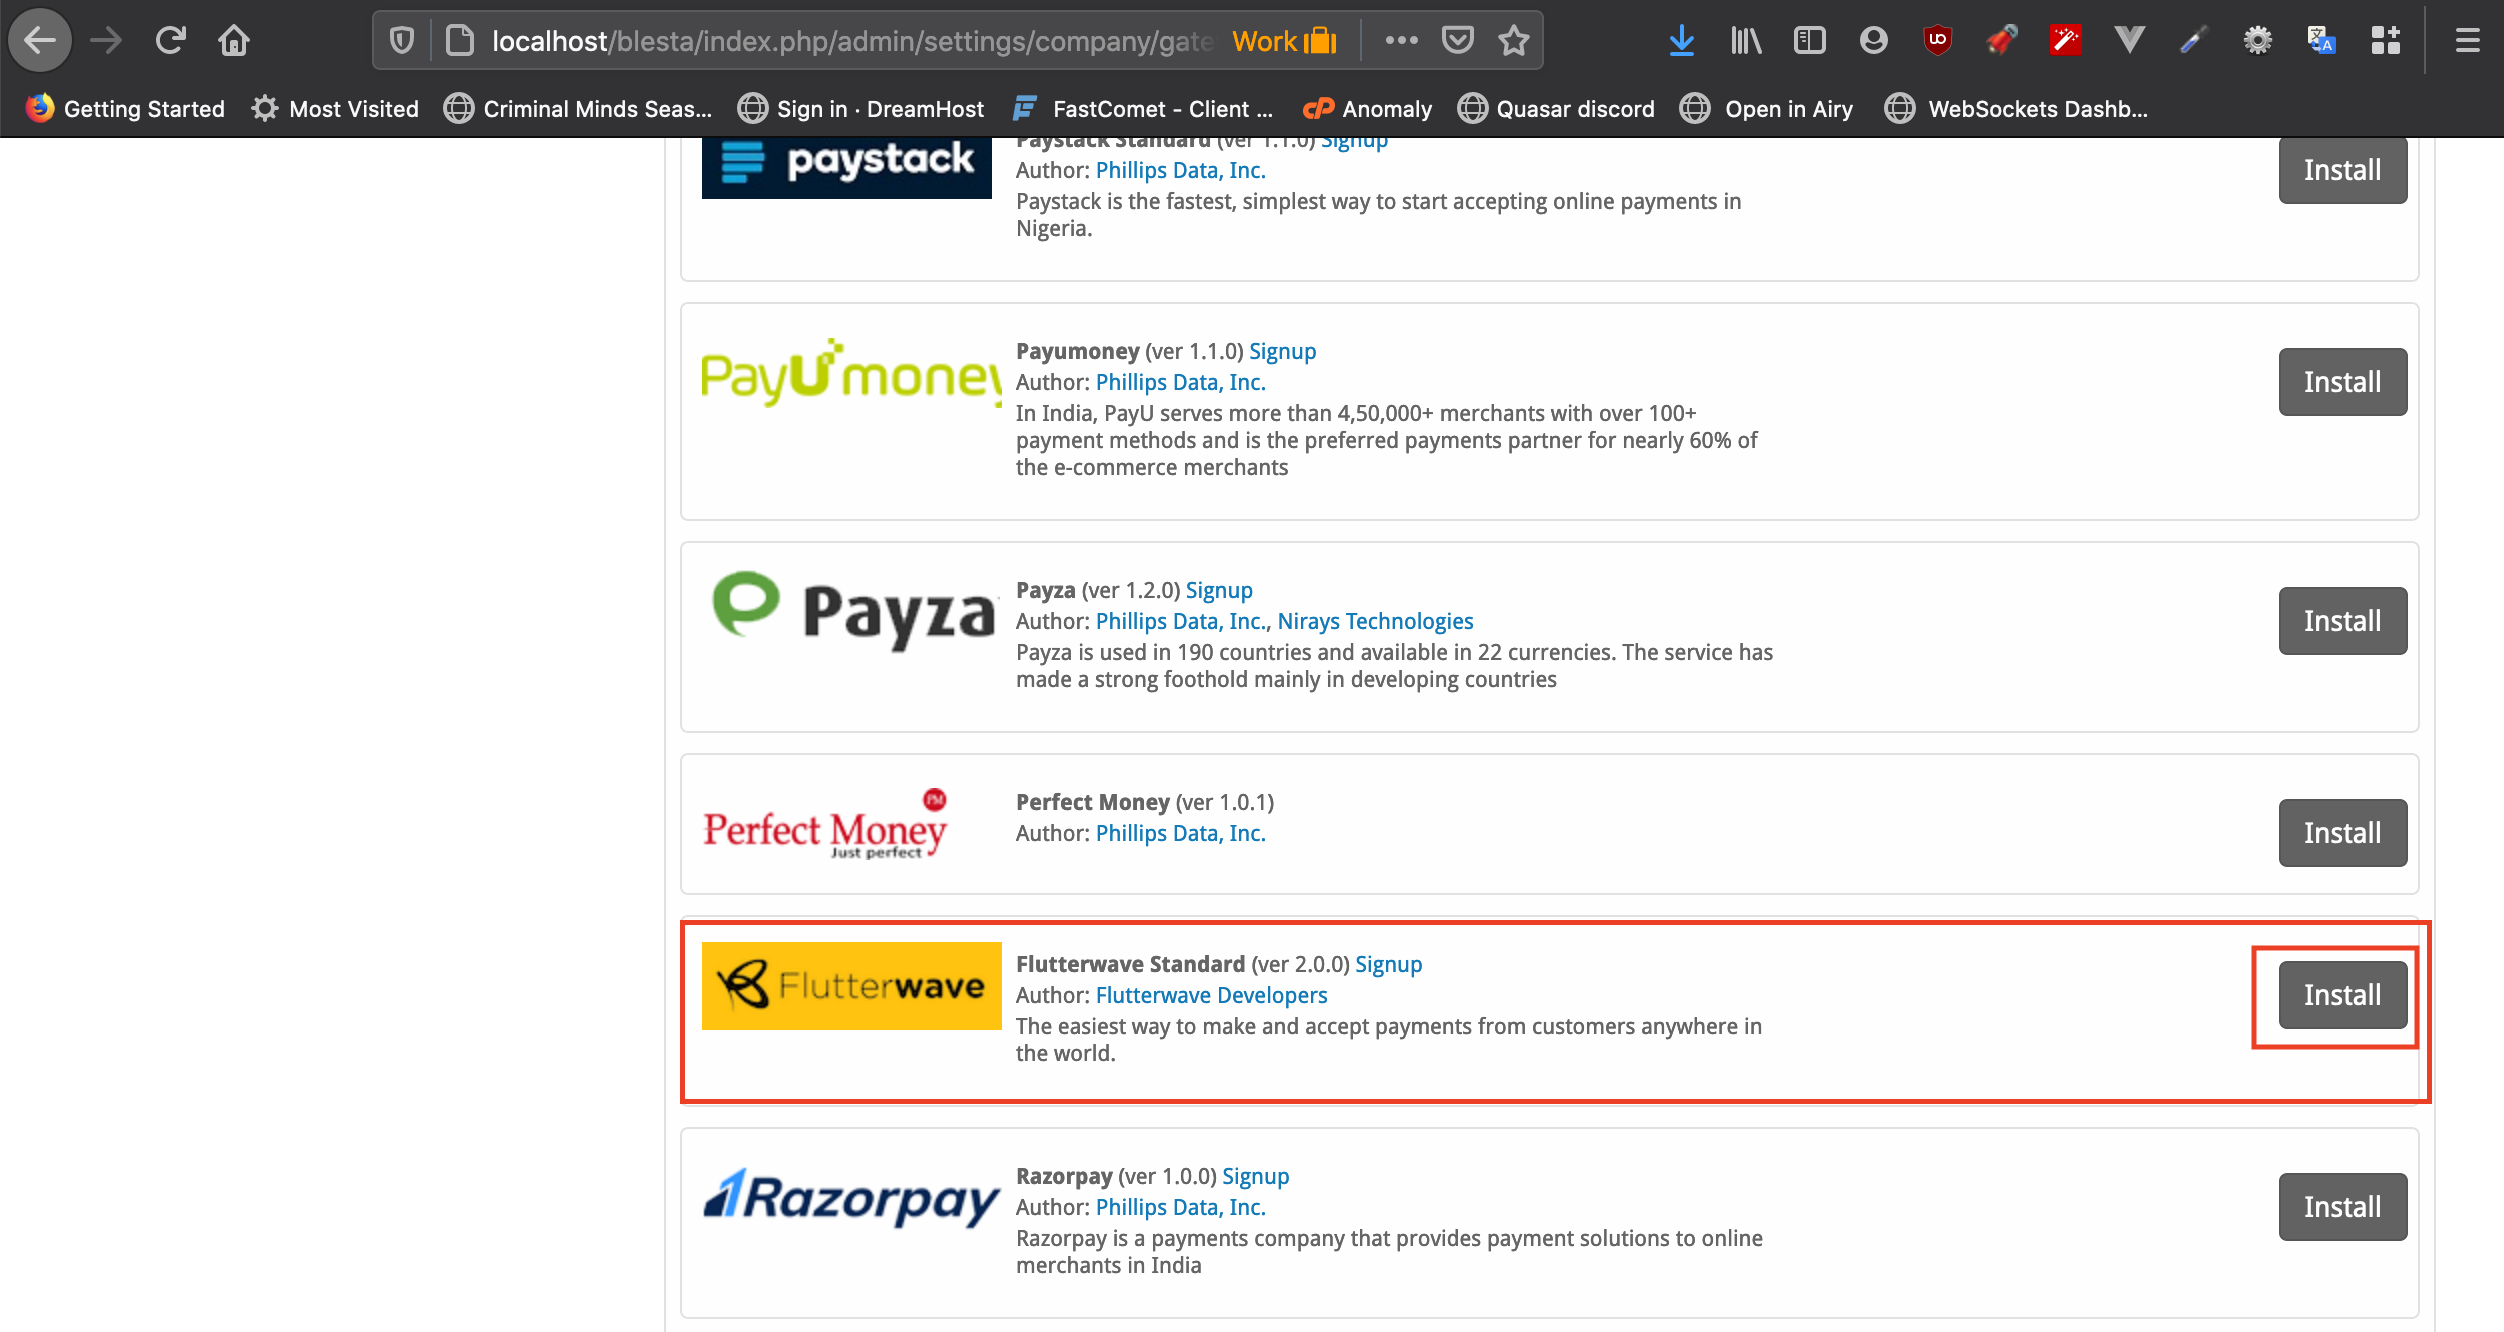 localhost/blesta/index.php/admin/settings/company/gate Work
Getting Started Most Visited Criminal Minds Seas... Sign in · DreamHost FastComet - Client ... Anomaly Quasar discord Open in Airy WebSockets Dashb...
paystack
Paystack Standard (ver 1.1.0) Signup
Author: Phillips Data, Inc.
Paystack is the fastest, simplest way to start accepting online payments in
Nigeria.
Install
PayUmoney
Payumoney (ver 1.1.0) Signup
Author: Phillips Data, Inc.
In India, PayU serves more than 4,50,000+ merchants with over 100+
payment methods and is the preferred payments partner for nearly 60% of
the e-commerce merchants
Install
Payza
Payza (ver 1.2.0) Signup
Author: Phillips Data, Inc., Nirays Technologies
Payza is used in 190 countries and available in 22 currencies. The service has
made a strong foothold mainly in developing countries
Install
PM
Perfect Money
Just perfect
Perfect Money (ver 1.0.1)
Author: Phillips Data, Inc.
Install
Flutterwave
Flutterwave Standard (ver 2.0.0) Signup
Author: Flutterwave Developers
The easiest way to make and accept payments from customers anywhere in
the world.
Install
Razorpay
Razorpay (ver 1.0.0) Signup
Author: Phillips Data, Inc.
Razorpay is a payments company that provides payment solutions to online
merchants in India
Install